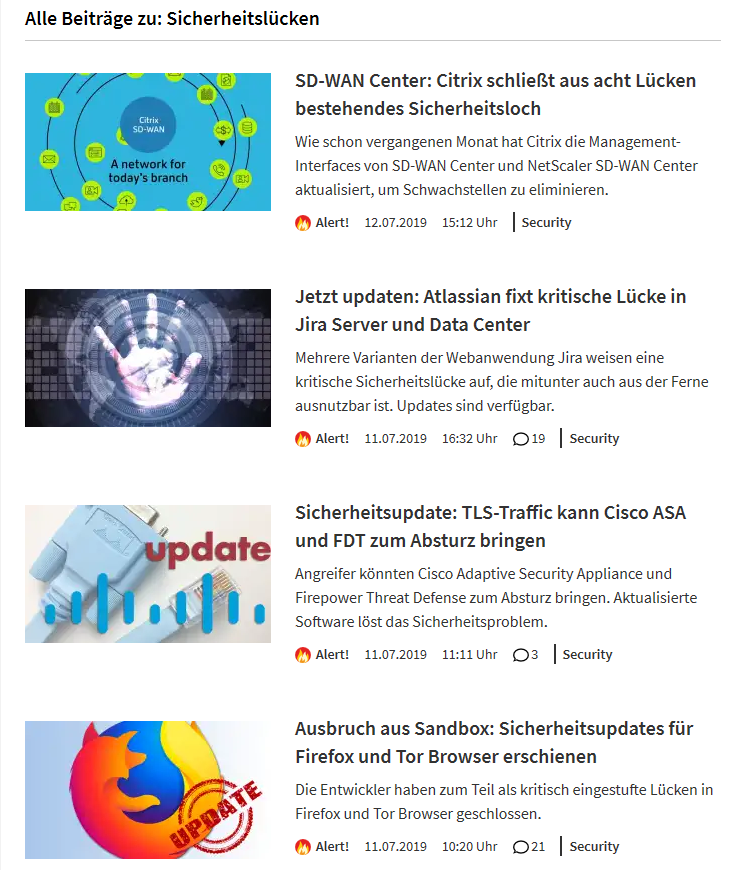 Alle Beiträge zu: Sicherheitslücken
Citrix
SD-WAN
A network for
today's branch
SD-WAN Center: Citrix schließt aus acht Lücken
bestehendes Sicherheitsloch
Wie schon vergangenen Monat hat Citrix die Management-
Interfaces von SD-WAN Center und NetScaler SD-WAN Center
aktualisiert, um Schwachstellen zu eliminieren.
Alert! 12.07.2019 15:12 Uhr Security
Jetzt updaten: Atlassian fixt kritische Lücke in
Jira Server und Data Center
Mehrere Varianten der Webanwendung Jira weisen eine
kritische Sicherheitslücke auf, die mitunter auch aus der Ferne
ausnutzbar ist. Updates sind verfügbar.
Alert! 11.07.2019 16:32 Uhr 19 Security
update
Sicherheitsupdate: TLS-Traffic kann Cisco ASA
und FDT zum Absturz bringen
Angreifer könnten Cisco Adaptive Security Appliance und
Firepower Threat Defense zum Absturz bringen. Aktualisierte
Software löst das Sicherheitsproblem.
Alert! 11.07.2019 11:11 Uhr 3 Security
UPDATE
Ausbruch aus Sandbox: Sicherheitsupdates für
Firefox und Tor Browser erschienen
Die Entwickler haben zum Teil als kritisch eingestufte Lücken in
Firefox und Tor Browser geschlossen.
Alert! 11.07.2019 10:20 Uhr 21 Security